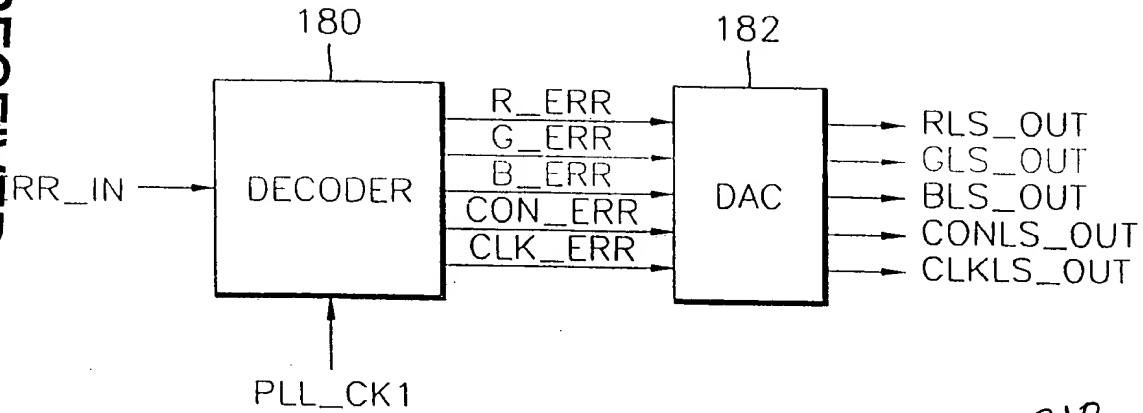 180
182
R_ERR
G_ERR
B_ERR
CON_ERR
CLK_ERR
RR_IN
DECODER
DAC
RLS_OUT
GLS_OUT
BLS_OUT
CONLS_OUT
CLKLS_OUT
PLL_CK1